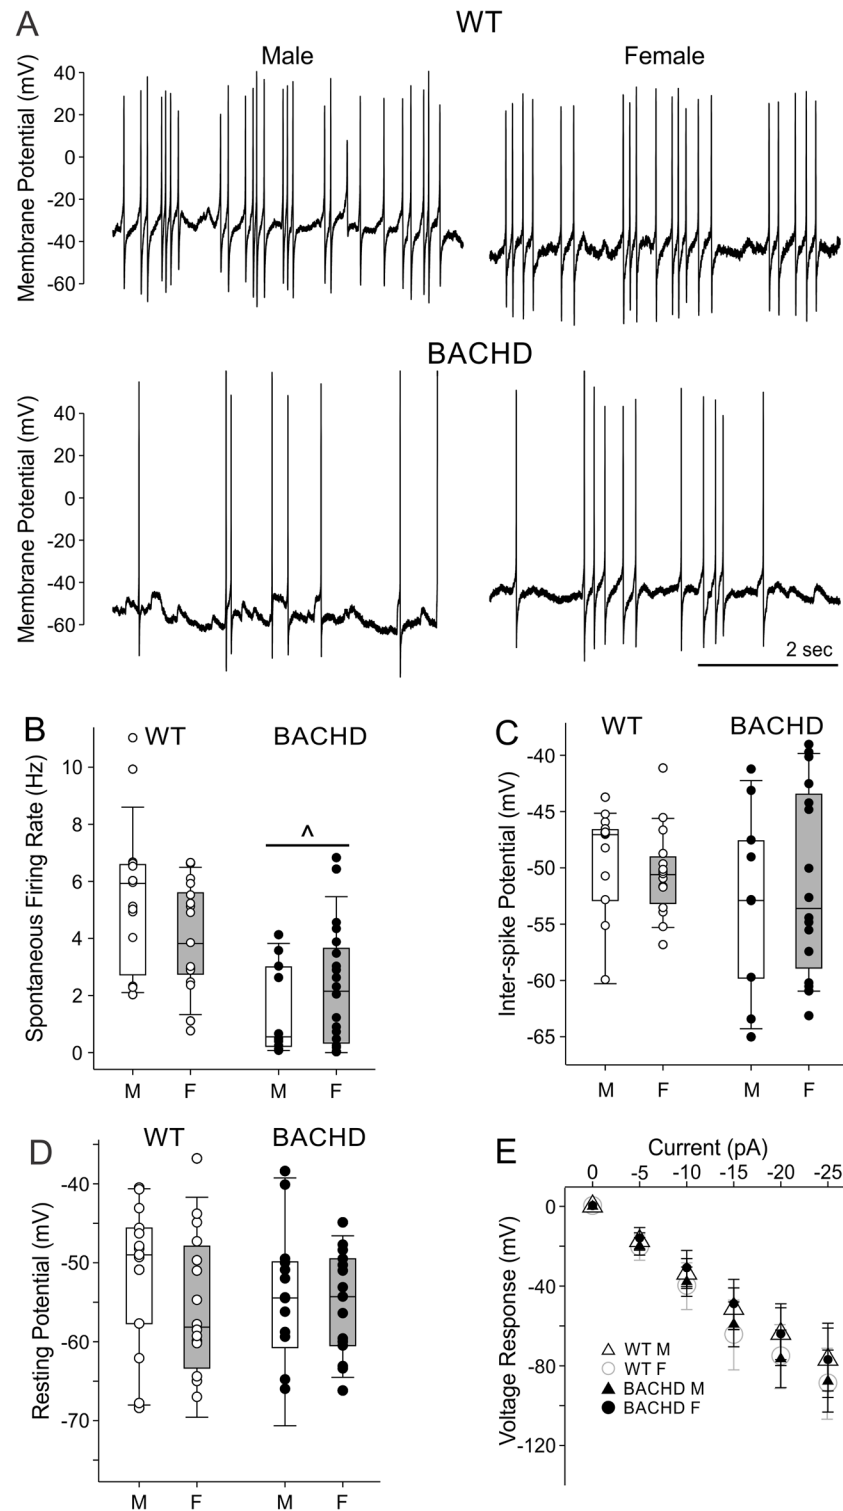 A
WT
Male
Female
Membrane Potential (mV)
40
20
0
-20
-40
-60
BACHD
Membrane Potential (mV)
40
20
0
-20
-40
-60
2 sec
B
WT
BACHD
Spontaneous Firing Rate (Hz)
10
8
6
4
2
0
^
M
F
M
F
C
WT
BACHD
Inter-spike Potential (mV)
-40
-45
-50
-55
-60
-65
M
F
M
F
D
WT
BACHD
Resting Potential (mV)
-40
-50
-60
-70
M
F
M
F
E
Current (pA)
0 -5 -10 -15 -20 -25
Voltage Response (mV)
0
-40
-80
-120
WT M
WT F
BACHD M
BACHD F